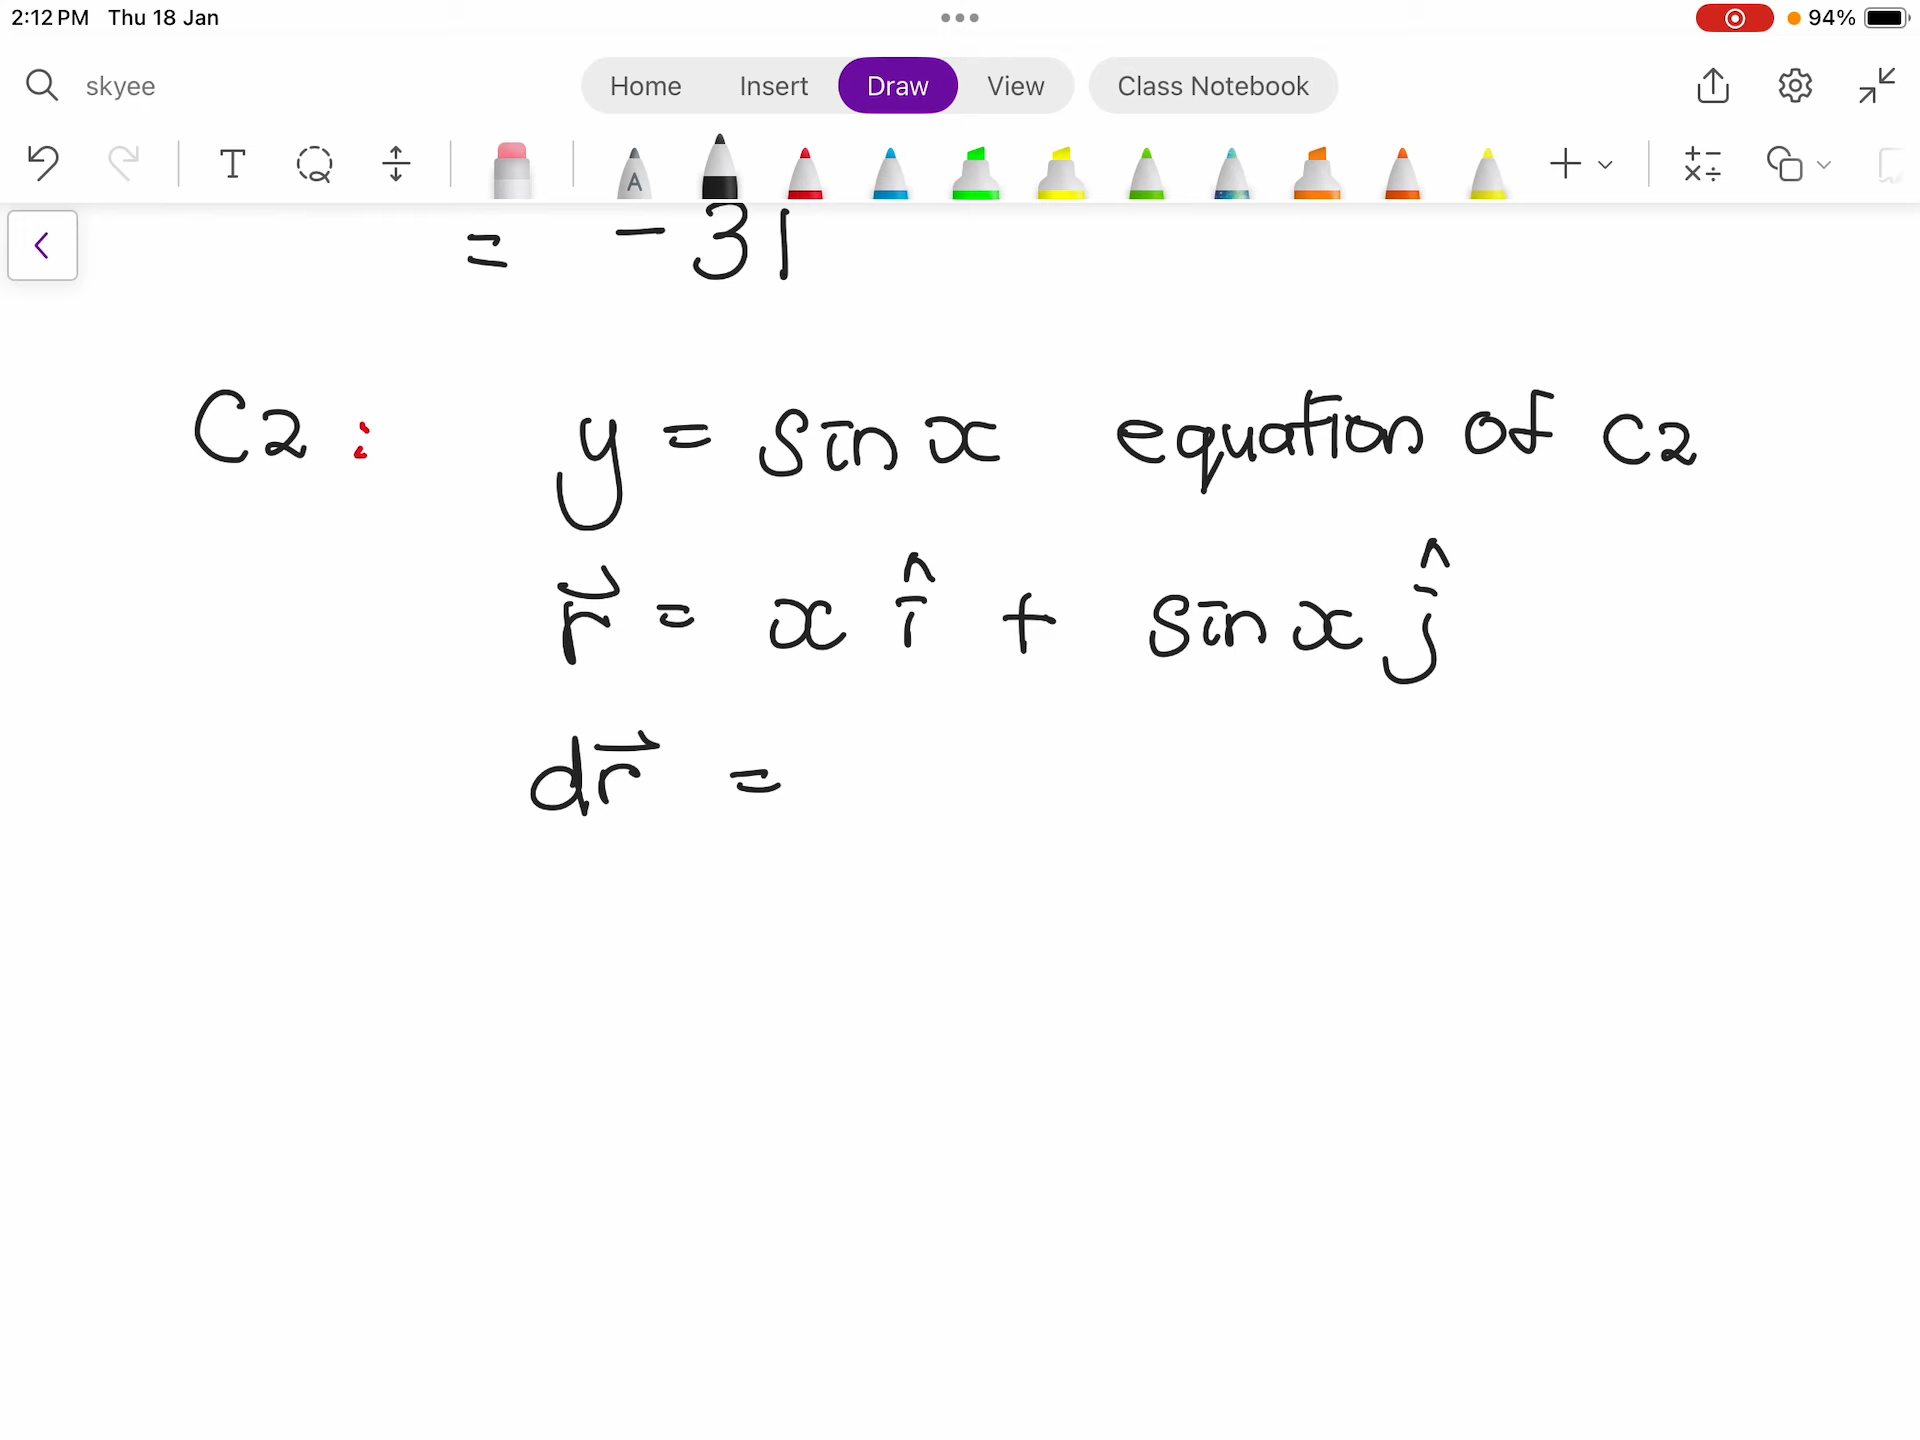 2:12 PM Thu 18 Jan 94%
skyee Home Insert Draw View Class Notebook
T A
= -31
C2 : y = sin x equation of C2
r⃗ = x î + sin x ĵ
dr⃗ =